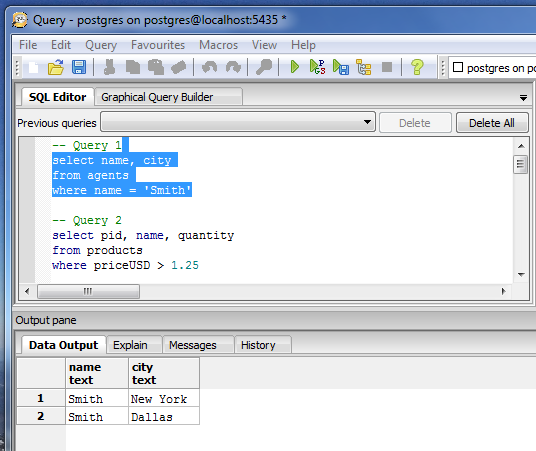 Query - postgres on postgres@localhost:5435 *
File Edit Query Favourites Macros View Help
postgres on po
SQL Editor Graphical Query Builder
Previous queries Delete Delete All
-- Query 1
select name, city
from agents
where name = 'Smith'
-- Query 2
select pid, name, quantity
from products
where priceUSD > 1.25
Output pane
Data Output Explain Messages History
name city
text text
1 Smith New York
2 Smith Dallas